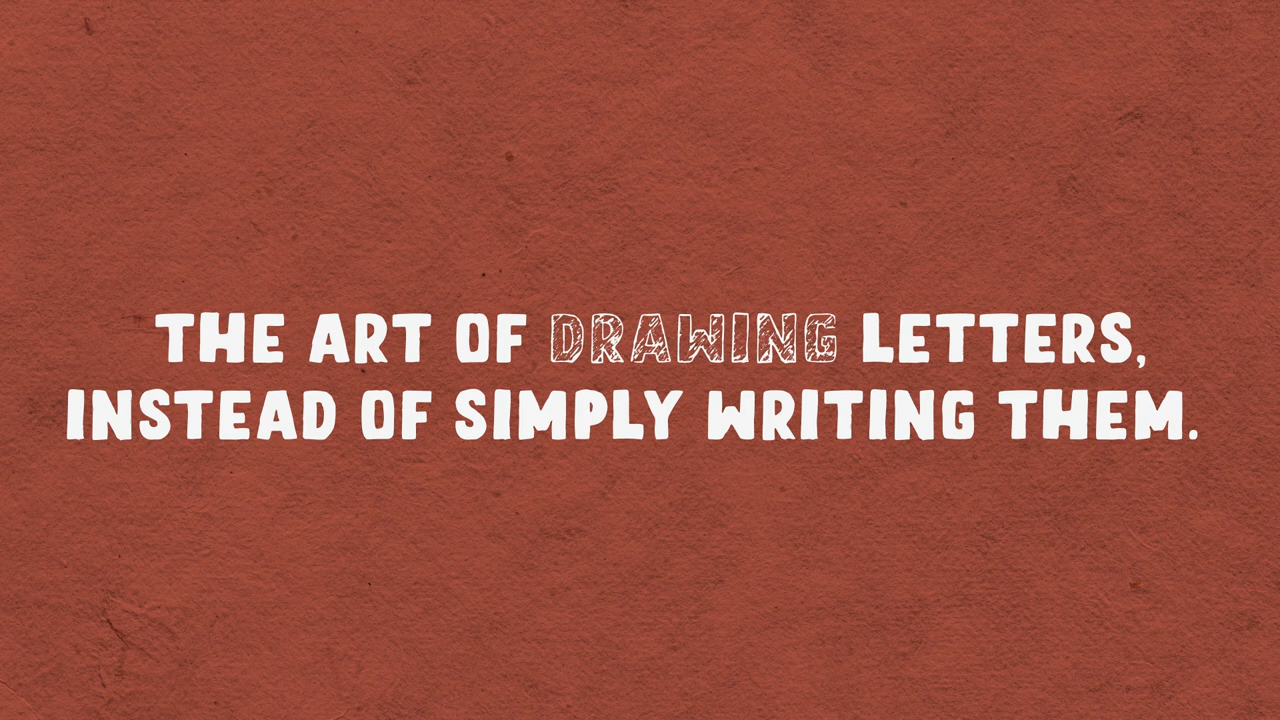 THE ART OF DRAWING LETTERS,
INSTEAD OF SIMPLY WRITING THEM.